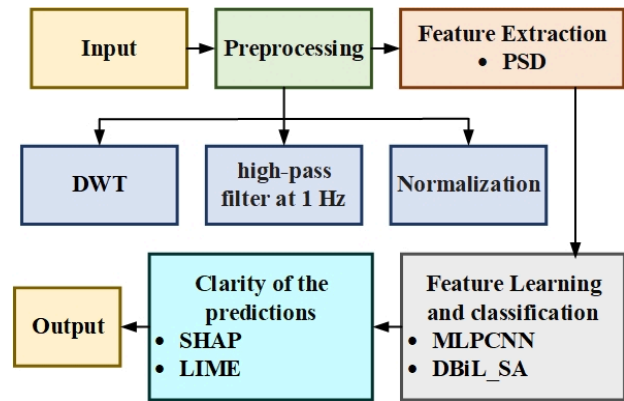 Input
Preprocessing
Feature Extraction
• PSD
DWT
high-pass
filter at 1 Hz
Normalization
Feature Learning
and classification
• MLPCNN
• DBiL_SA
Clarity of the
predictions
• SHAP
• LIME
Output